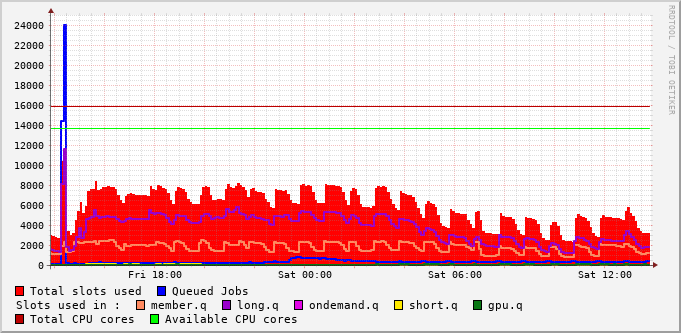 RRDTOOL / TOBI OETIKER
24000
22000
20000
18000
16000
14000
12000
10000
8000
6000
4000
2000
0
Fri 18:00 Sat 00:00 Sat 06:00 Sat 12:00
Total slots used Queued Jobs
Slots used in : member.q long.q ondemand.q short.q gpu.q
Total CPU cores Available CPU cores